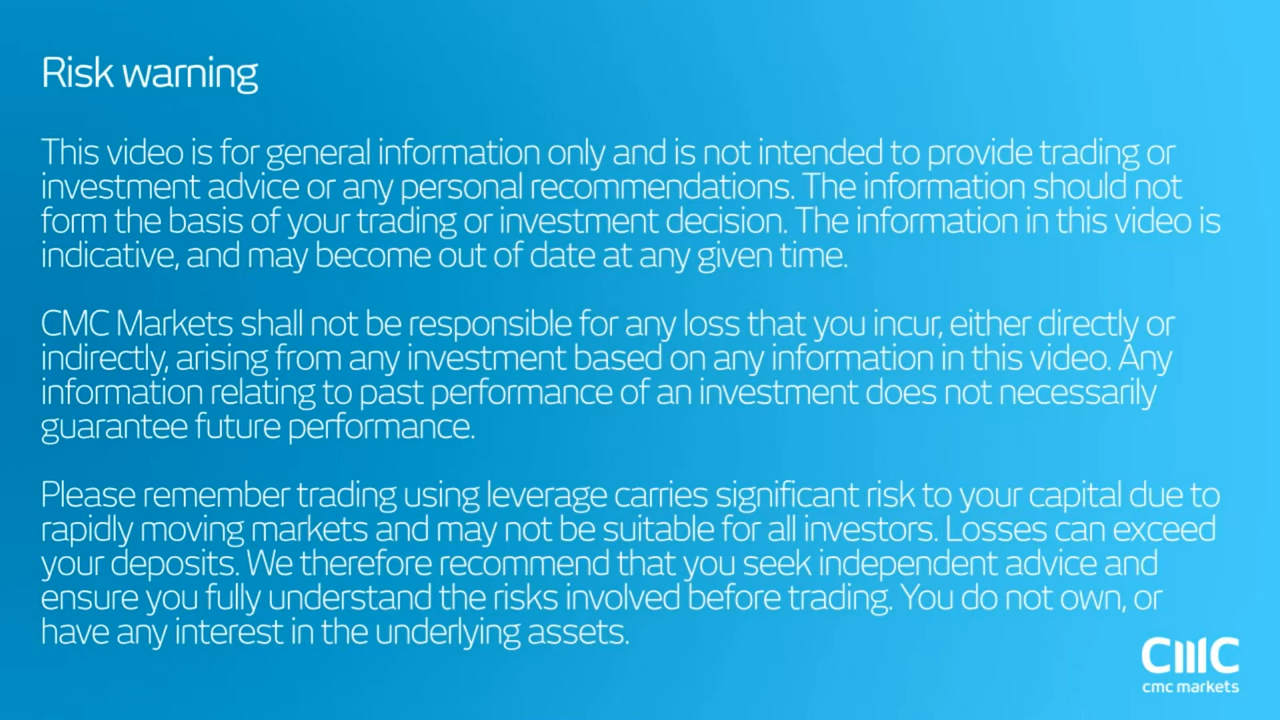 Risk warning
This video is for general information only and is not intended to provide trading or
investment advice or any personal recommendations. The information should not
form the basis of your trading or investment decision. The information in this video is
indicative, and may become out of date at any given time.
CMC Markets shall not be responsible for any loss that you incur, either directly or
indirectly, arising from any investment based on any information in this video. Any
information relating to past performance of an investment does not necessarily
guarantee future performance.
Please remember trading using leverage carries significant risk to your capital due to
rapidly moving markets and may not be suitable for all investors. Losses can exceed
your deposits. We therefore recommend that you seek independent advice and
ensure you fully understand the risks involved before trading. You do not own, or
have any interest in the underlying assets.
CMC
cmc markets